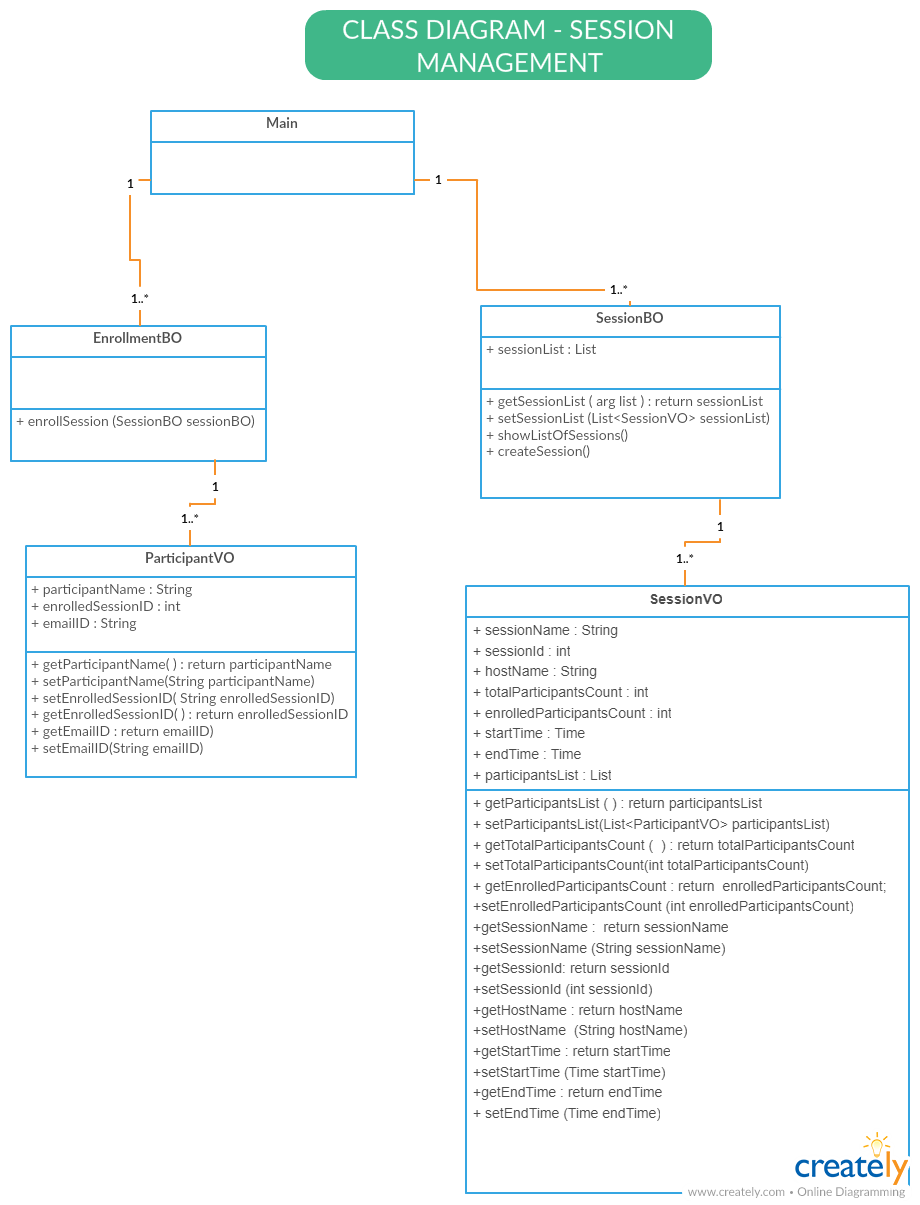 CLASS DIAGRAM - SESSION
MANAGEMENT
Main
1
1
1..*
1..*
EnrollmentBO
+ enrollSession (SessionBO sessionBO)
SessionBO
+ sessionList : List
+ getSessionList ( arg list ) : return sessionList
+ setSessionList (List<SessionVO> sessionList)
+ showListOfSessions()
+ createSession()
1
1..*
1
1..*
ParticipantVO
+ participantName : String
+ enrolledSessionID : int
+ emailID : String
+ getParticipantName( ) : return participantName
+ setParticipantName(String participantName)
+ setEnrolledSessionID( String enrolledSessionID)
+ getEnrolledSessionID( ) : return enrolledSessionID
+ getEmailID : return emailID)
+ setEmailID(String emailID)
SessionVO
+ sessionName : String
+ sessionId : int
+ hostName : String
+ totalParticipantsCount : int
+ enrolledParticipantsCount : int
+ startTime : Time
+ endTime : Time
+ participantsList : List
+ getParticipantsList ( ) : return participantsList
+ setParticipantsList(List<ParticipantVO> participantsList)
+ getTotalParticipantsCount (  ) : return totalParticipantsCount
+ setTotalParticipantsCount(int totalParticipantsCount)
+ getEnrolledParticipantsCount : return  enrolledParticipantsCount;
+setEnrolledParticipantsCount (int enrolledParticipantsCount)
+getSessionName :  return sessionName
+setSessionName (String sessionName)
+getSessionId: return sessionId
+setSessionId (int sessionId)
+getHostName : return hostName
+setHostName  (String hostName)
+getStartTime : return startTime
+setStartTime (Time startTime)
+getEndTime : return endTime
+ setEndTime (Time endTime)
creately
www.creately.com • Online Diagramming